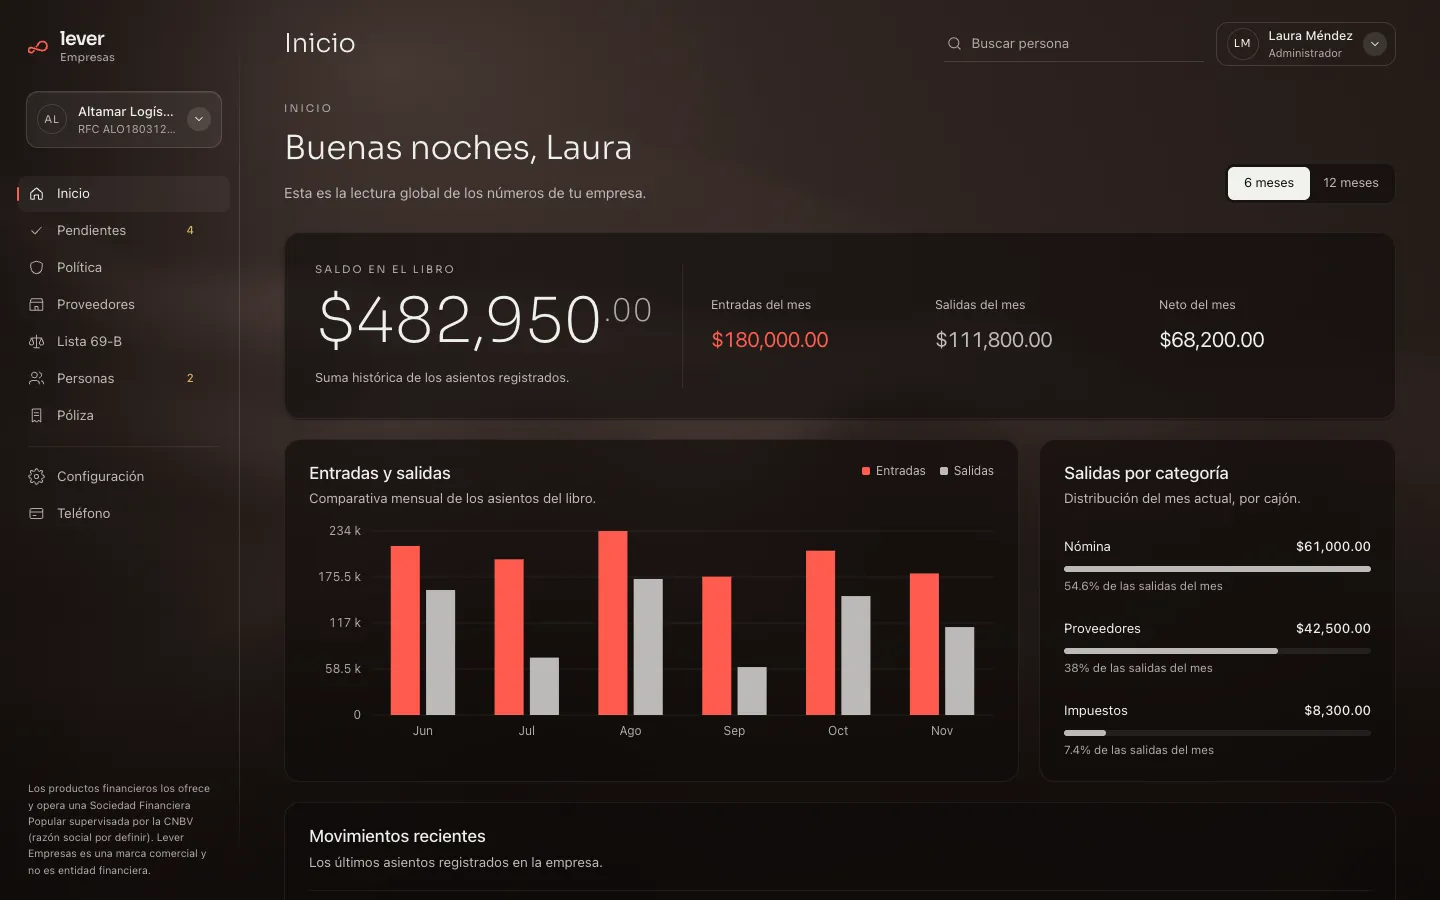 lever
Empresas
AL
Altamar Logís...
RFC ALO180312...
Inicio
Pendientes 4
Política
Proveedores
Lista 69-B
Personas 2
Póliza
Configuración
Teléfono
Los productos financieros los ofrece
y opera una Sociedad Financiera
Popular supervisada por la CNBV
(razón social por definir). Lever
Empresas es una marca comercial y
no es entidad financiera.
Inicio
Buscar persona
LM
Laura Méndez
Administrador
INICIO
Buenas noches, Laura
Esta es la lectura global de los números de tu empresa.
6 meses 12 meses
SALDO EN EL LIBRO
$482,950.00
Suma histórica de los asientos registrados.
Entradas del mes
$180,000.00
Salidas del mes
$111,800.00
Neto del mes
$68,200.00
Entradas y salidas
Comparativa mensual de los asientos del libro.
Entradas Salidas
234 k
175.5 k
117 k
58.5 k
0
Jun Jul Ago Sep Oct Nov
Salidas por categoría
Distribución del mes actual, por cajón.
Nómina $61,000.00
54.6% de las salidas del mes
Proveedores $42,500.00
38% de las salidas del mes
Impuestos $8,300.00
7.4% de las salidas del mes
Movimientos recientes
Los últimos asientos registrados en la empresa.